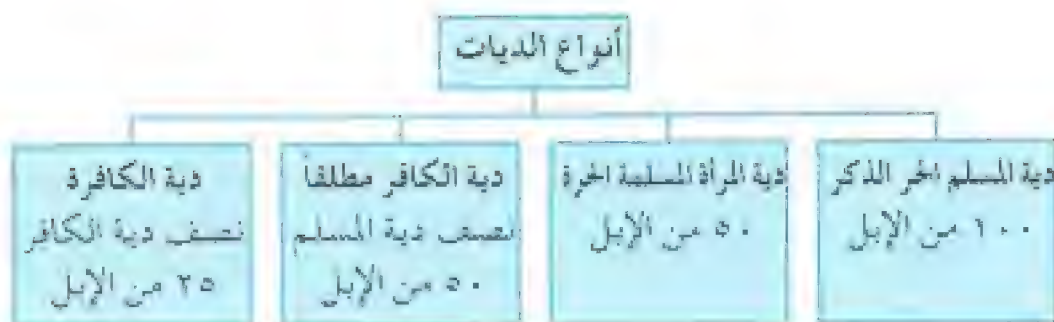 أنواع الديات
دية المسلم الحر الذكر
١٠٠ من الإبل
دية المرأة المسلمة الحرة
٥٠ من الإبل
دية الكافر مطلقاً
نصف دية المسلم
٥٠ من الإبل
دية الكافرة
نصف دية الكافر
٢٥ من الإبل